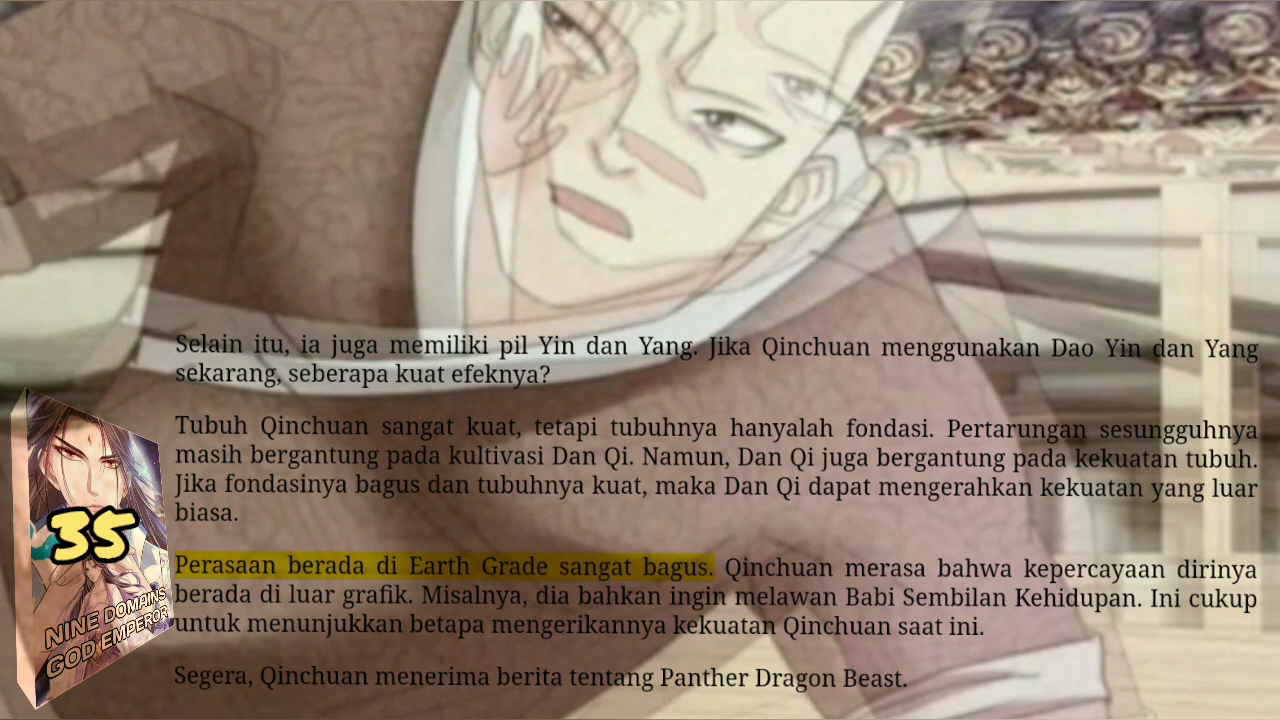 Selain itu, ia juga memiliki pil Yin dan Yang. Jika Qinchuan menggunakan Dao Yin dan Yang
sekarang, seberapa kuat efeknya?
Tubuh Qinchuan sangat kuat, tetapi tubuhnya hanyalah fondasi. Pertarungan sesungguhnya
masih bergantung pada kultivasi Dan Qi. Namun, Dan Qi juga bergantung pada kekuatan tubuh.
Jika fondasinya bagus dan tubuhnya kuat, maka Dan Qi dapat mengerahkan kekuatan yang luar
biasa.
Perasaan berada di Earth Grade sangat bagus. Qinchuan merasa bahwa kepercayaan dirinya
berada di luar grafik. Misalnya, dia bahkan ingin melawan Babi Sembilan Kehidupan. Ini cukup
untuk menunjukkan betapa mengerikannya kekuatan Qinchuan saat ini.
Segera, Qinchuan menerima berita tentang Panther Dragon Beast.
35
NINE DOMAINS
GOD EMPEROR